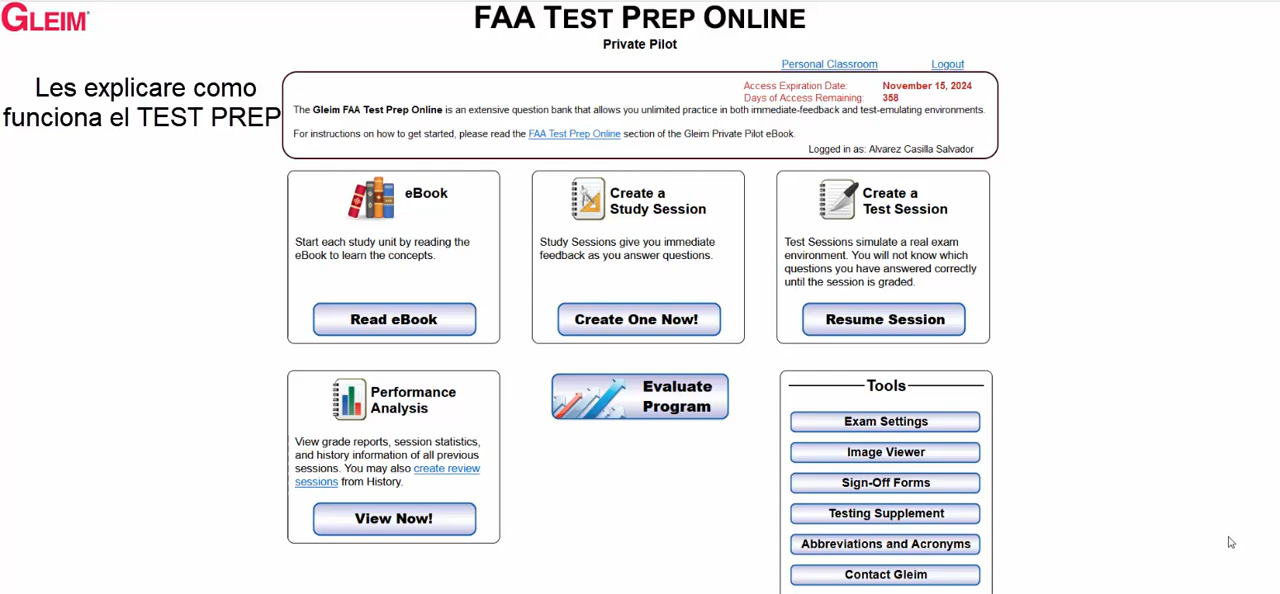 GLEIM®
FAA TEST PREP ONLINE
Private Pilot
Les explicare como
funciona el TEST PREP
Personal Classroom Logout
Access Expiration Date: November 15, 2024
Days of Access Remaining: 358
The Gleim FAA Test Prep Online is an extensive question bank that allows you unlimited practice in both immediate-feedback and test-emulating environments.
For instructions on how to get started, please read the FAA Test Prep Online section of the Gleim Private Pilot eBook.
Logged in as: Alvarez Casilla Salvador
eBook
Start each study unit by reading the
eBook to learn the concepts.
Read eBook
Create a
Study Session
Study Sessions give you immediate
feedback as you answer questions.
Create One Now!
Create a
Test Session
Test Sessions simulate a real exam
environment. You will not know which
questions you have answered correctly
until the session is graded.
Resume Session
Performance
Analysis
View grade reports, session statistics,
and history information of all previous
sessions. You may also create review
sessions from History.
View Now!
Evaluate
Program
Tools
Exam Settings
Image Viewer
Sign-Off Forms
Testing Supplement
Abbreviations and Acronyms
Contact Gleim